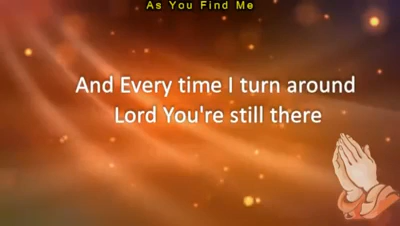 As You Find Me
And Every time I turn around
Lord You're still there